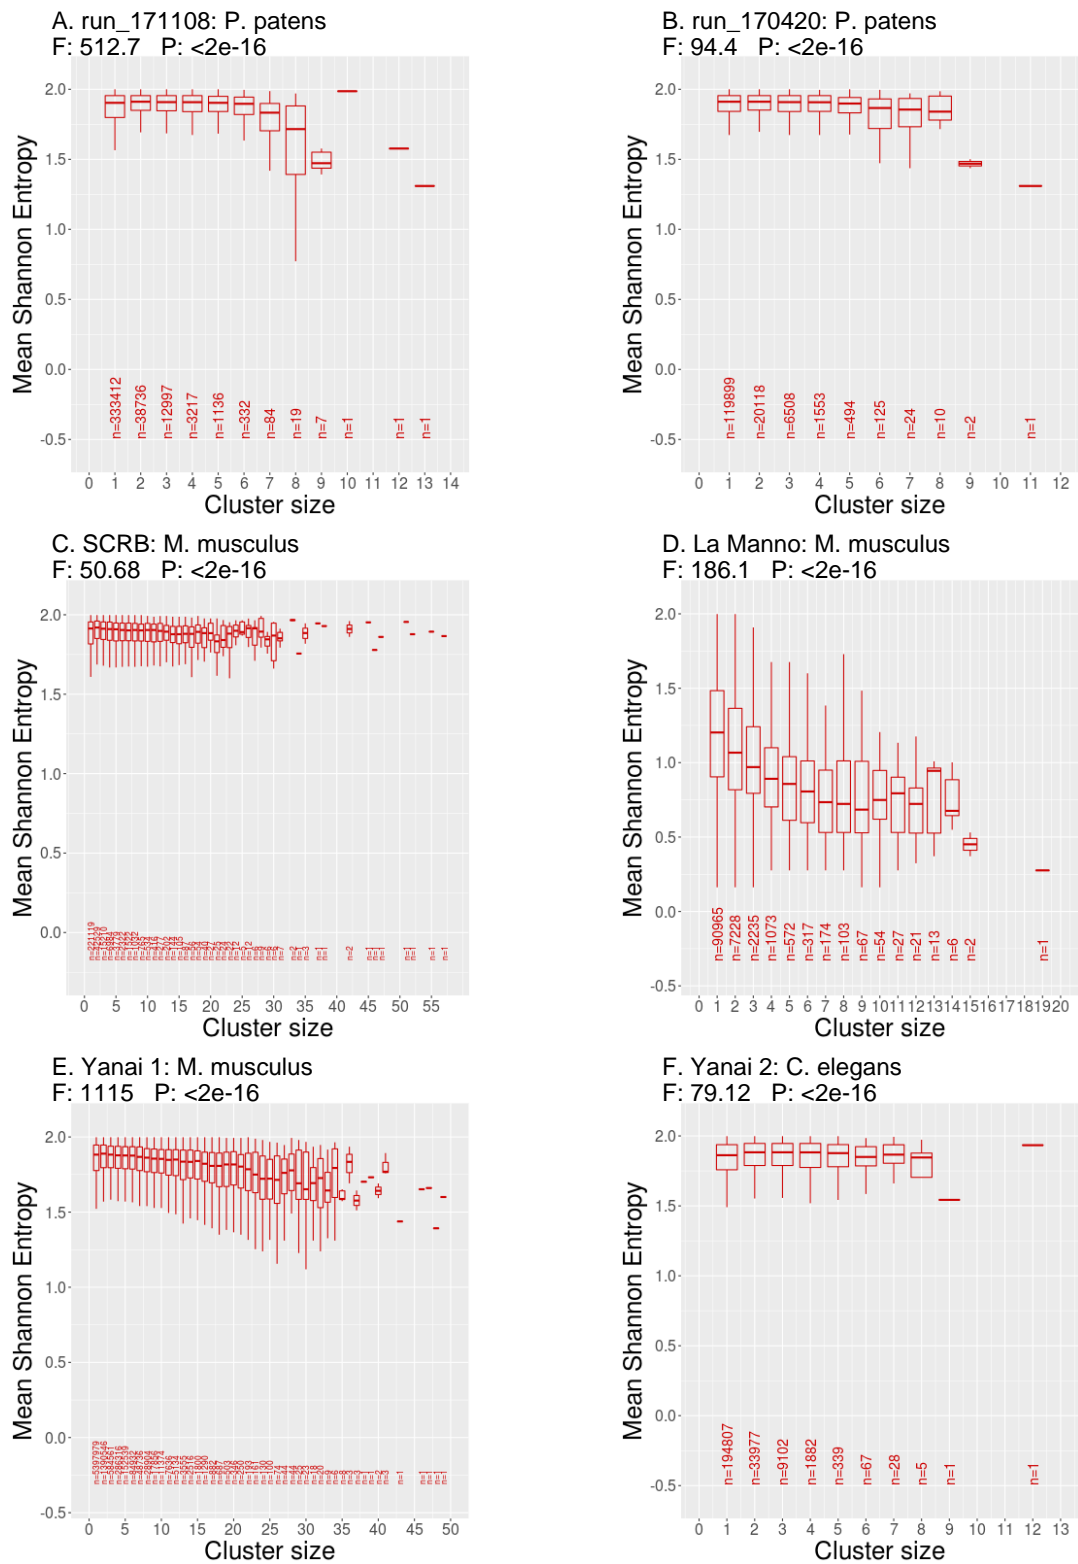 A. run_171108: P. patens
F: 512.7 P: <2e-16
Mean Shannon Entropy
2.0
1.5
1.0
0.5
0.0
-0.5
n=333412 n=38736 n=12997 n=3217 n=1136 n=332 n=84 n=19 n=7 n=1 n=1 n=1
0 1 2 3 4 5 6 7 8 9 10 11 12 13 14
Cluster size
B. run_170420: P. patens
F: 94.4 P: <2e-16
Mean Shannon Entropy
2.0
1.5
1.0
0.5
0.0
-0.5
n=119899 n=20118 n=6508 n=1553 n=494 n=125 n=24 n=10 n=2 n=1
0 1 2 3 4 5 6 7 8 9 10 11 12
Cluster size
C. SCRB: M. musculus
F: 50.68 P: <2e-16
Mean Shannon Entropy
2.0
1.5
1.0
0.5
0.0
0 5 10 15 20 25 30 35 40 45 50 55
Cluster size
D. La Manno: M. musculus
F: 186.1 P: <2e-16
Mean Shannon Entropy
2.0
1.5
1.0
0.5
0.0
-0.5
n=90965 n=7228 n=2235 n=1073 n=572 n=317 n=174 n=103 n=67 n=54 n=27 n=21 n=13 n=6 n=2 n=1
0 1 2 3 4 5 6 7 8 9 10 11 12 13 14 15 16 17 18 19 20
Cluster size
E. Yanai 1: M. musculus
F: 1115 P: <2e-16
Mean Shannon Entropy
2.0
1.5
1.0
0.5
0.0
-0.5
0 5 10 15 20 25 30 35 40 45 50
Cluster size
F. Yanai 2: C. elegans
F: 79.12 P: <2e-16
Mean Shannon Entropy
2.0
1.5
1.0
0.5
0.0
-0.5
n=194807 n=33977 n=9102 n=1882 n=339 n=67 n=28 n=5 n=1 n=1
0 1 2 3 4 5 6 7 8 9 10 11 12 13
Cluster size